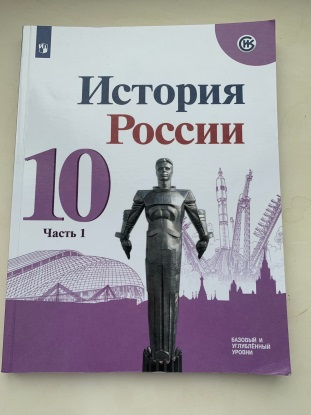 История
России
10
Часть 1
БАЗОВЫЙ И
УГЛУБЛЁННЫЙ
УРОВНИ